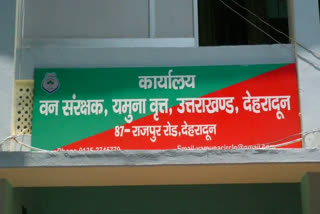 कार्यालय
वन संरक्षक, यमुना वृत्त, उत्तराखण्ड, देहरादून
87- राजपुर रोड, देहरादून